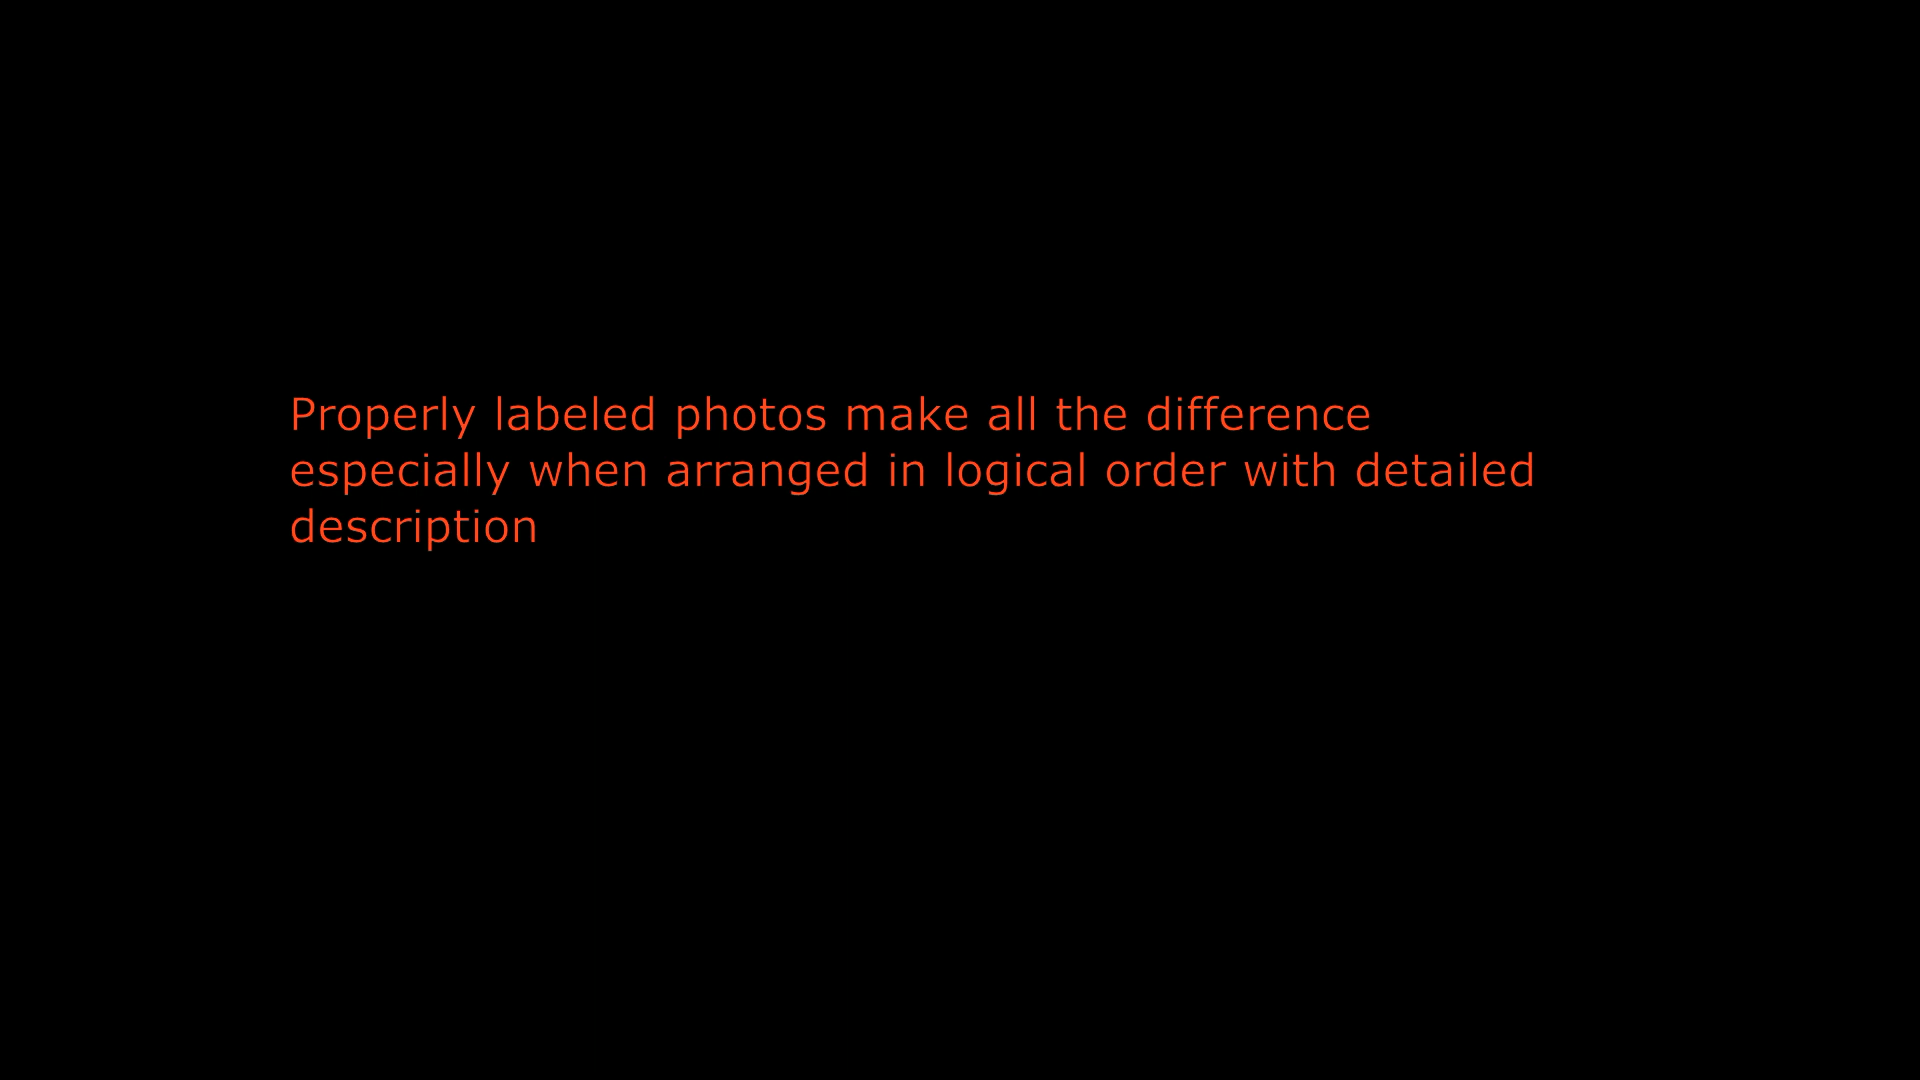 Properly labeled photos make all the difference
especially when arranged in logical order with detailed
description